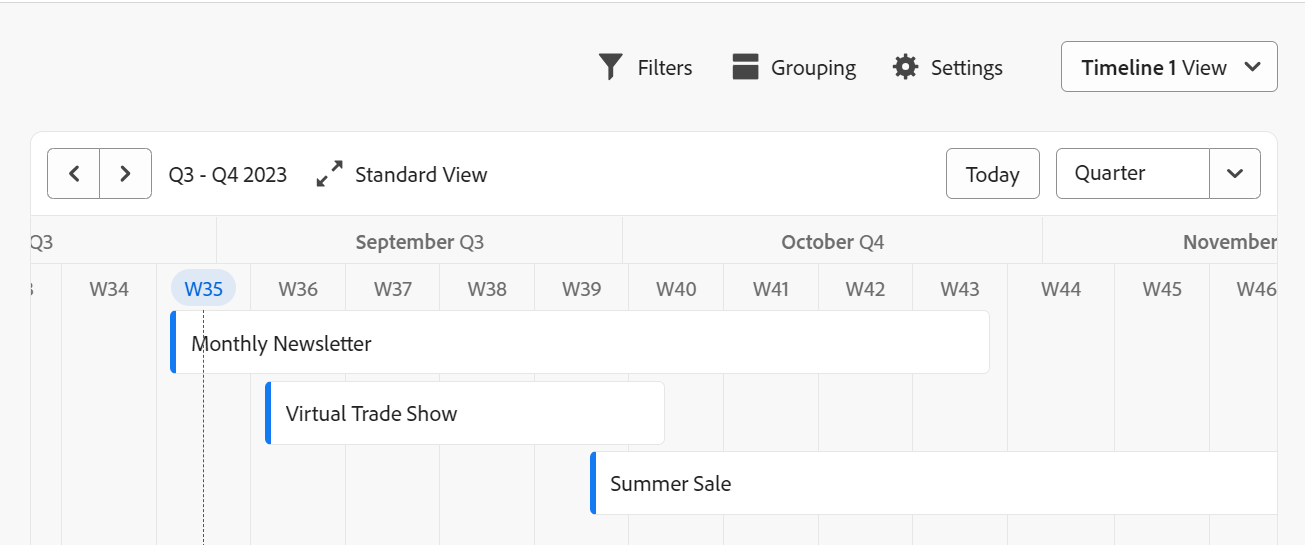 Filters Grouping Settings Timeline 1 View
Q3 - Q4 2023 Standard View Today Quarter
Q3 September Q3 October Q4 November
W34 W35 W36 W37 W38 W39 W40 W41 W42 W43 W44 W45 W46
Monthly Newsletter
Virtual Trade Show
Summer Sale